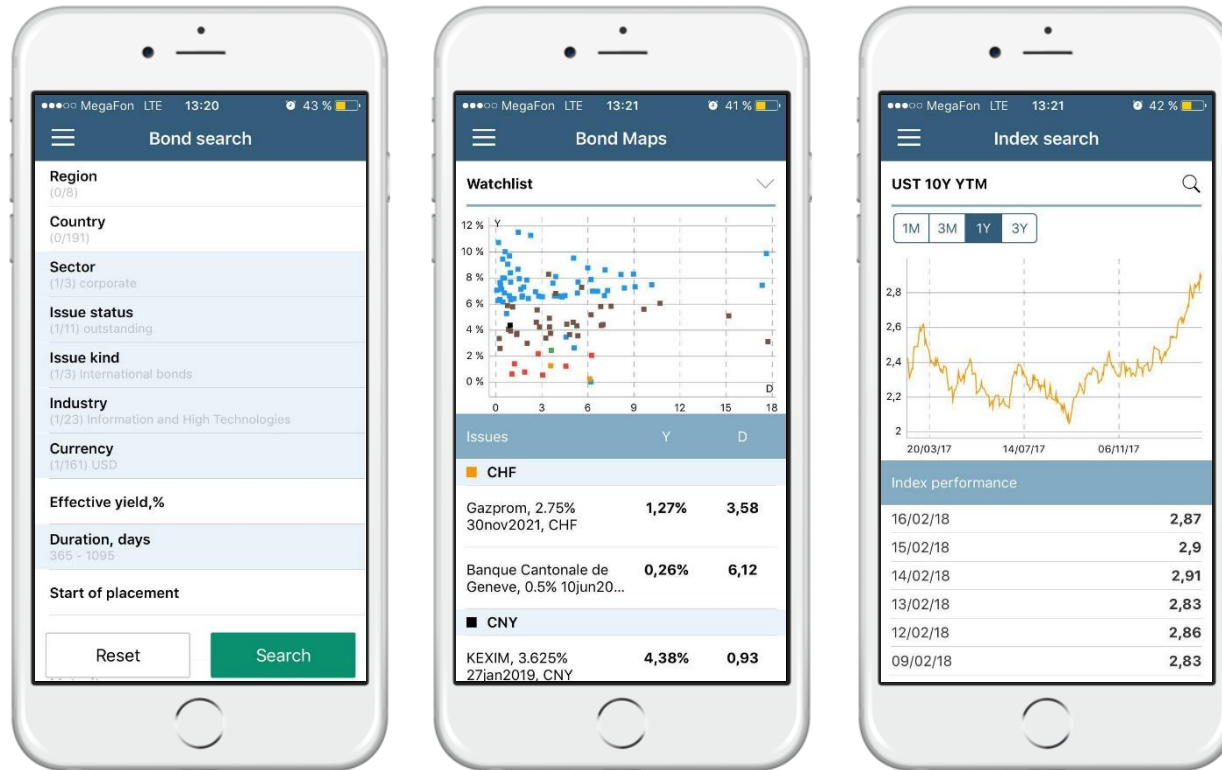 MegaFon LTE 13:20 43 %
Bond search
Region
(0/8)
Country
(0/191)
Sector
(1/3) corporate
Issue status
(1/11) outstanding
Issue kind
(1/3) International bonds
Industry
(1/23) Information and High Technologies
Currency
(1/161) USD
Effective yield,%
Duration, days
365 - 1095
Start of placement
Reset Search
MegaFon LTE 13:21 41 %
Bond Maps
Watchlist
Y
12 %
10 %
8 %
6 %
4 %
2 %
0 %
D
0 3 6 9 12 15 18
Issues Y D
CHF
Gazprom, 2.75% 1,27% 3,58
30nov2021, CHF
Banque Cantonale de 0,26% 6,12
Geneve, 0.5% 10jun20...
CNY
KEXIM, 3.625% 4,38% 0,93
27jan2019, CNY
MegaFon LTE 13:21 42 %
Index search
UST 10Y YTM
1M 3M 1Y 3Y
2,8
2,6
2,4
2,2
2
20/03/17 14/07/17 06/11/17
Index performance
16/02/18 2,87
15/02/18 2,9
14/02/18 2,91
13/02/18 2,83
12/02/18 2,86
09/02/18 2,83